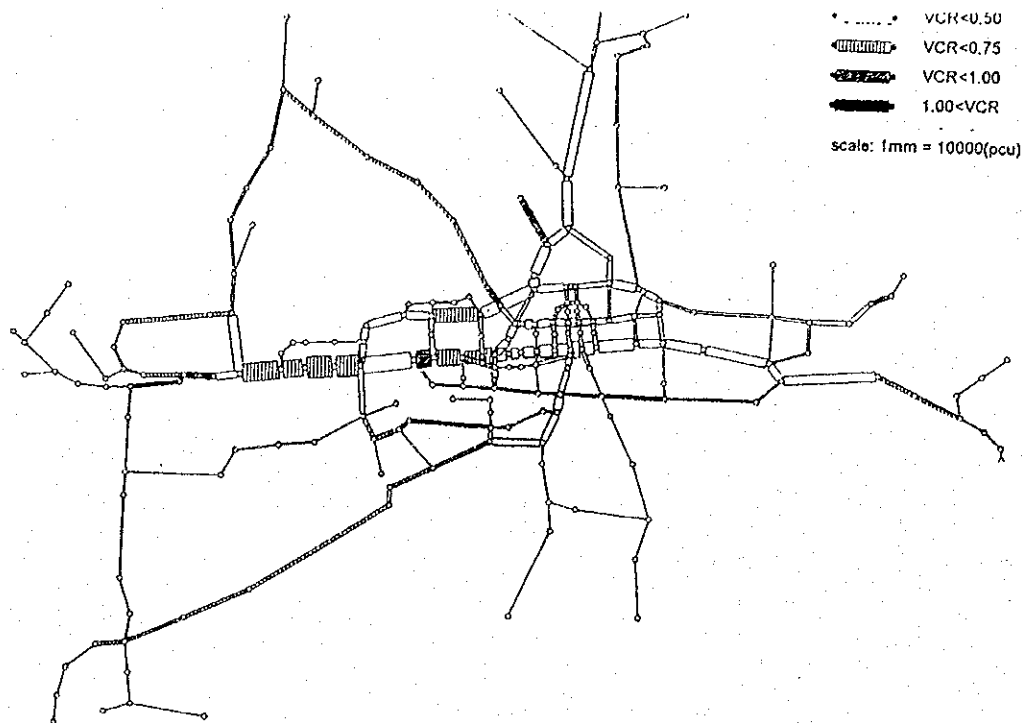 VCR<0.50
VCR<0.75
VCR<1.00
1.00<VCR
scale: 1mm = 10000(pcu)